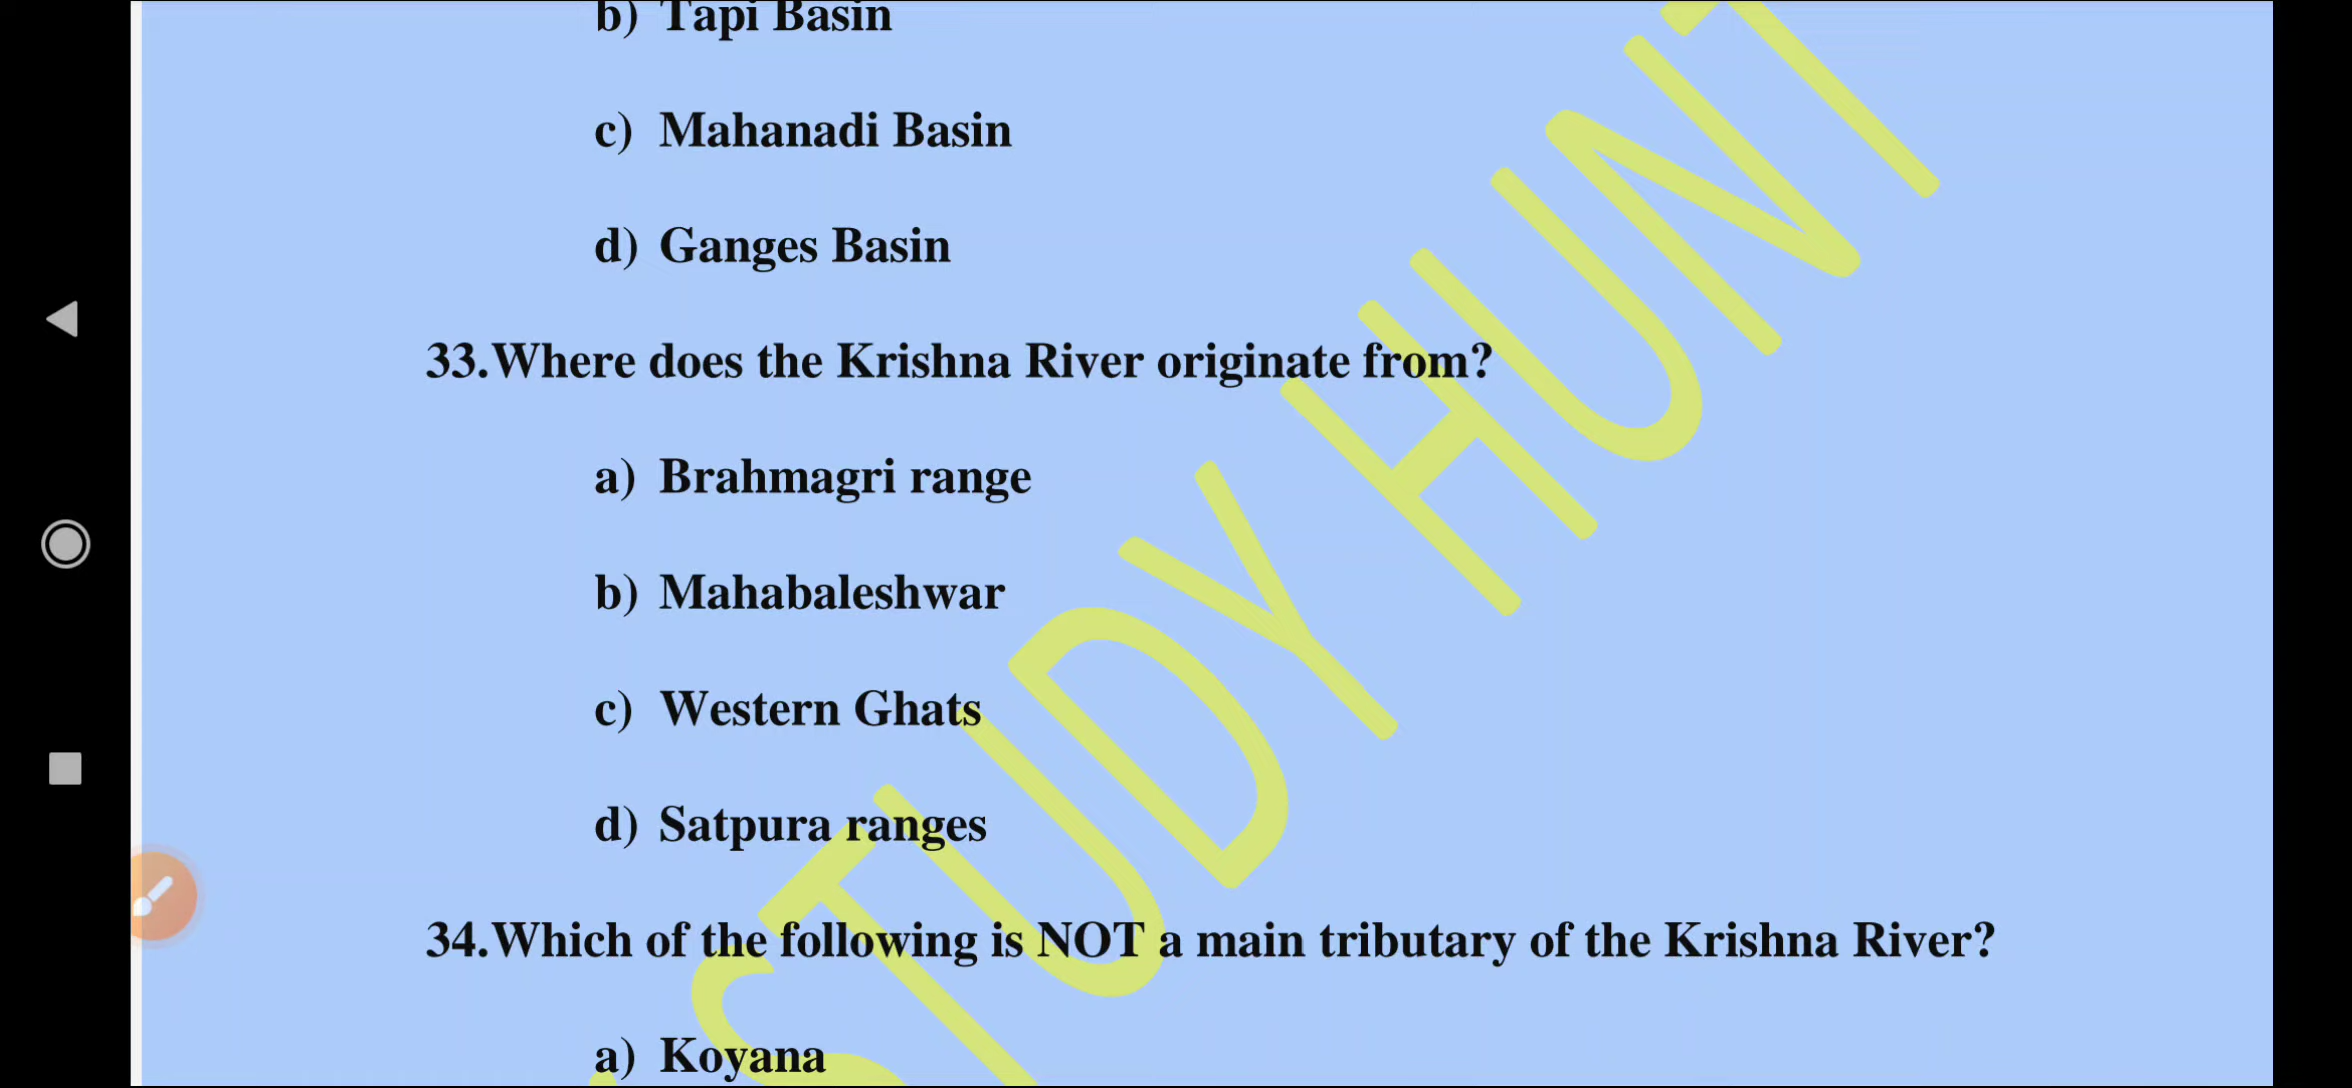 b) Tapi Basin
c) Mahanadi Basin
d) Ganges Basin
33.Where does the Krishna River originate from?
a) Brahmagri range
b) Mahabaleshwar
c) Western Ghats
d) Satpura ranges
34.Which of the following is NOT a main tributary of the Krishna River?
a) Koyana
STUDY HUNT